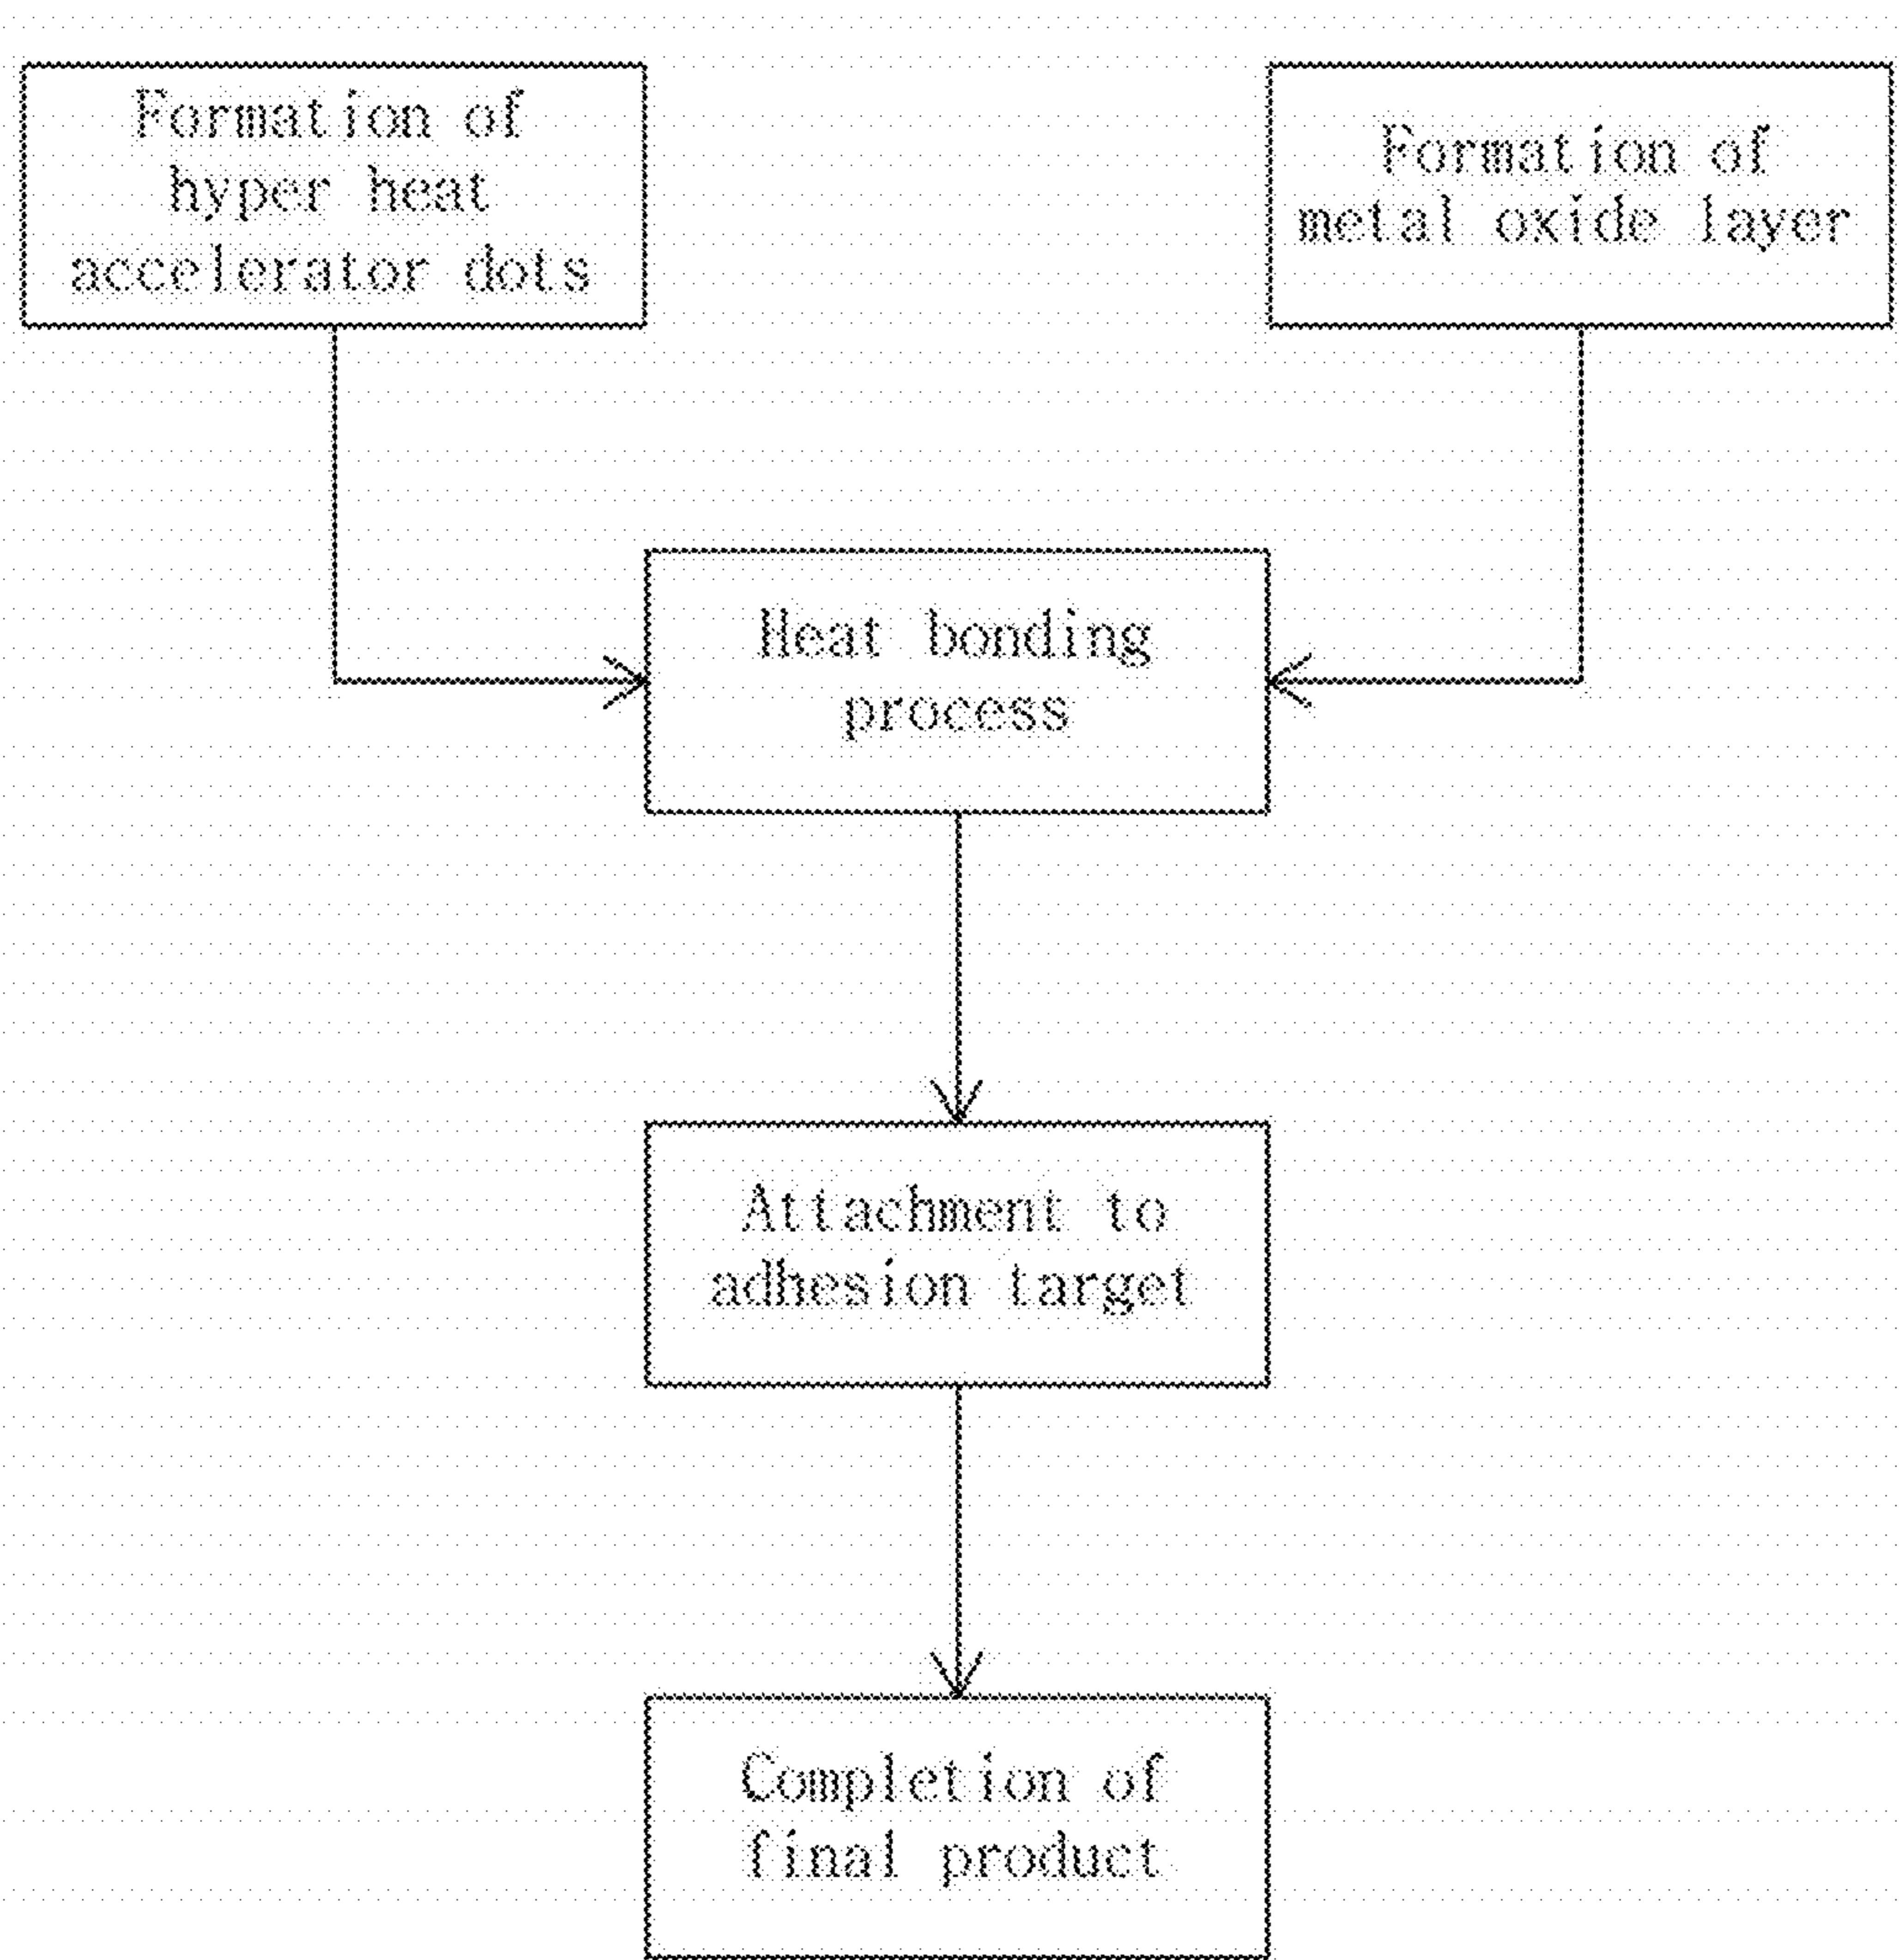 Formation of
hyper heat
accelerator dots
Formation of
metal oxide layer
Heat bonding
process
Attachment to
adhesion target
Completion of
final product